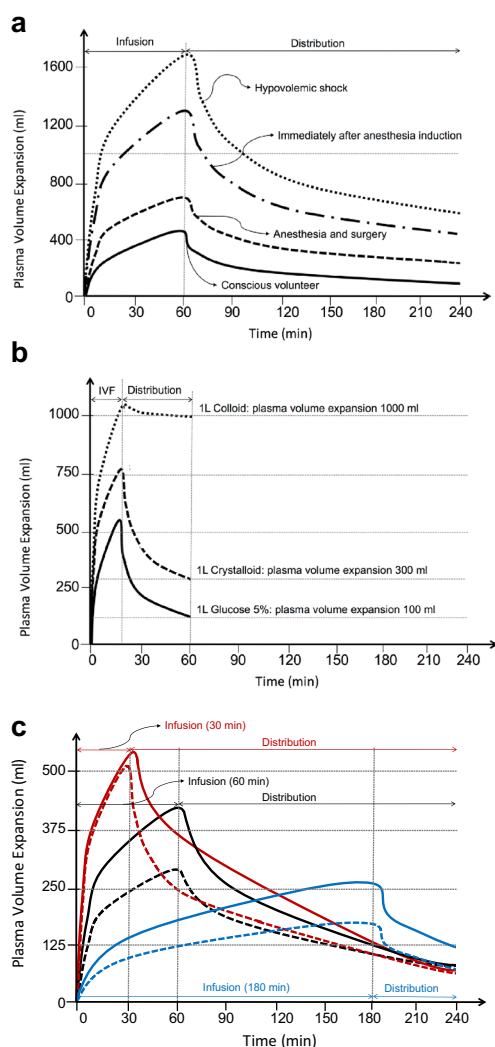 a
Infusion
Distribution
1600
Hypovolemic shock
1200
Immediately after anesthesia induction
800
Anesthesia and surgery
400
Conscious volunteer
0
0 30 60 90 120 150 180 210 240
Time (min)
Plasma Volume Expansion (ml)
b
IVF
Distribution
1000
1L Colloid: plasma volume expansion 1000 ml
750
500
1L Crystalloid: plasma volume expansion 300 ml
250
1L Glucose 5%: plasma volume expansion 100 ml
0
0 30 60 90 120 150 180 210 240
Time (min)
Plasma Volume Expansion (ml)
c
Infusion (30 min)
Distribution
500
Infusion (60 min)
Distribution
375
250
125
Infusion (180 min)
Distribution
0
0 30 60 90 120 150 180 210 240
Time (min)
Plasma Volume Expansion (ml)